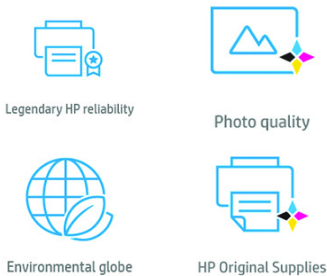 Legendary HP reliability
Photo quality
Environmental globe
HP Original Supplies